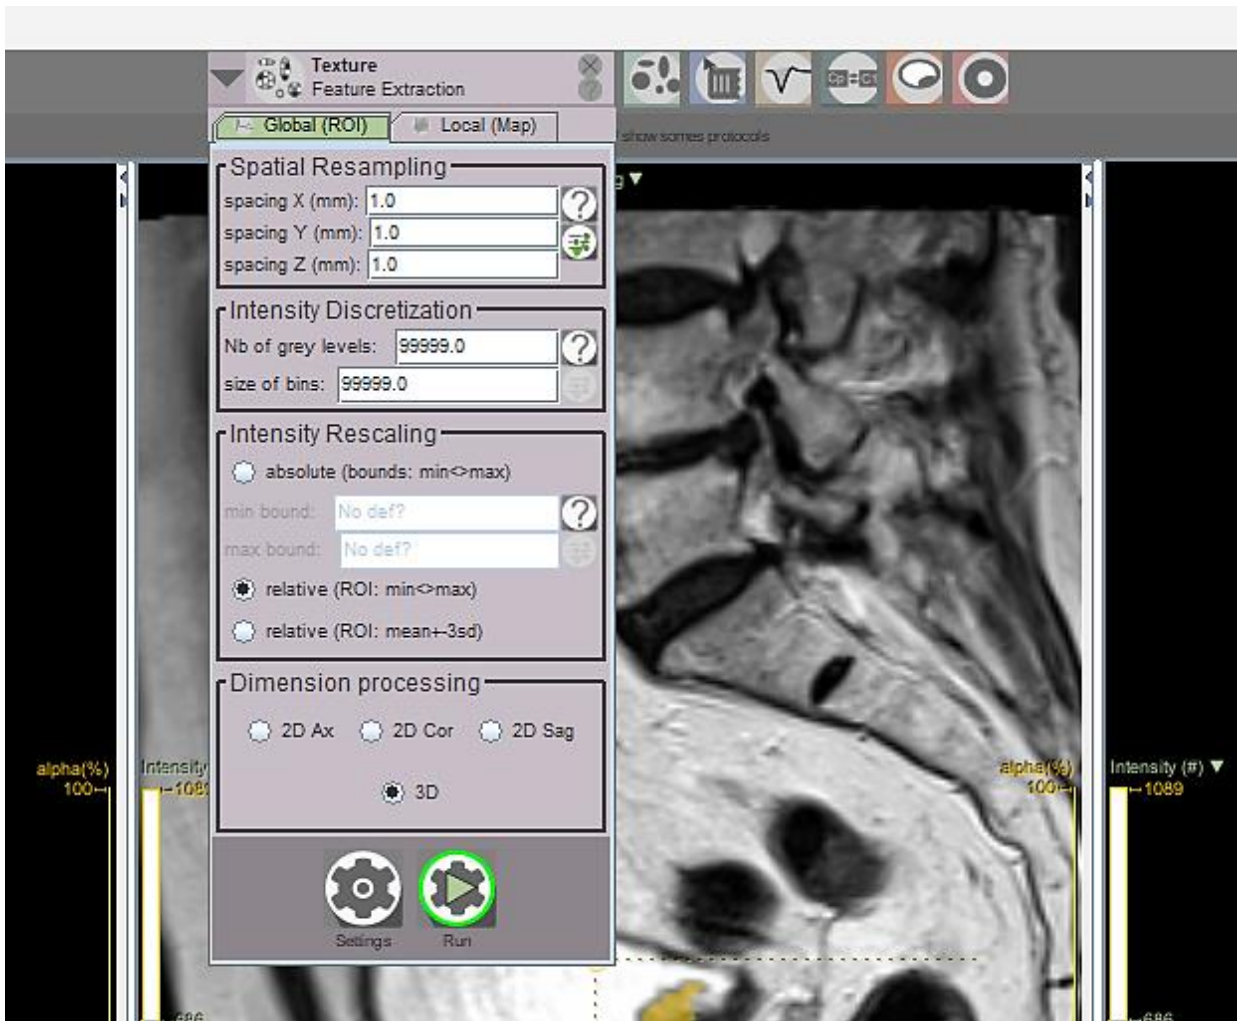 Texture
Feature Extraction
Cp=C1
Global (ROI) Local (Map)
show somes protocols
Spatial Resampling
spacing X (mm): 1.0
spacing Y (mm): 1.0
spacing Z (mm): 1.0
?
g ▼
Intensity Discretization
Nb of grey levels: 99999.0
?
size of bins: 99999.0
Intensity Rescaling
absolute (bounds: min<>max)
min bound: No def?
?
max bound: No def?
relative (ROI: min<>max)
relative (ROI: mean+-3sd)
Dimension processing
2D Ax 2D Cor 2D Sag
3D
alpha(%) Intensity alpha(%) Intensity (#) ▼
100 108 100 1089
Settings Run
686 686